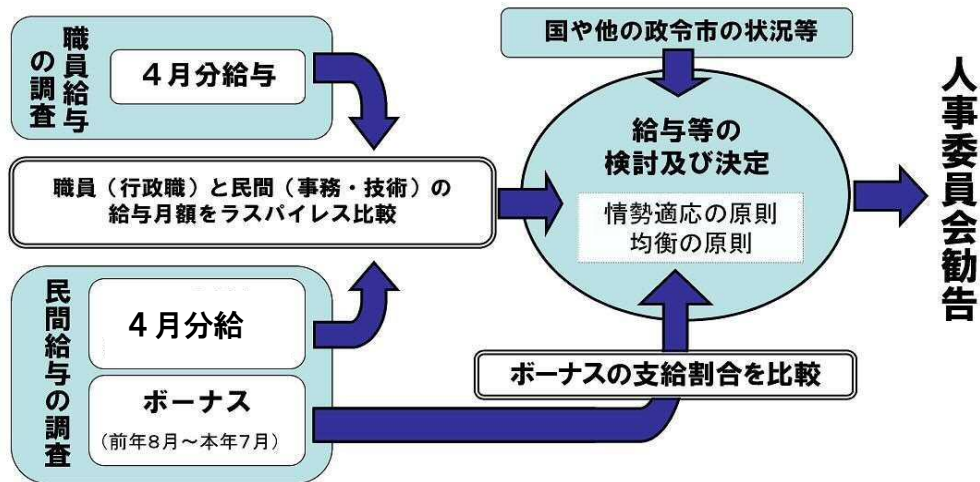 職員給与
の調査
4月分給与
職員（行政職）と民間（事務・技術）の
給与月額をラスパイレス比較
民間給与の調査
4月分給
ボーナス
（前年8月～本年7月）
国や他の政令市の状況等
給与等の
検討及び決定
情勢適応の原則
均衡の原則
ボーナスの支給割合を比較
人事委員会勧告